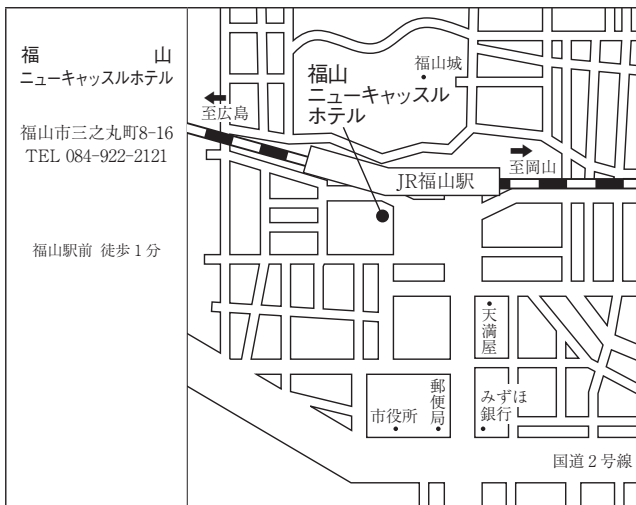 福山
ニューキャッスルホテル
福山市三之丸町8-16
TEL 084-922-2121
福山駅前 徒歩1分
福山城
福山
ニューキャッスル
ホテル
至広島
至岡山
JR福山駅
天満屋
郵便局
市役所
みずほ
銀行
国道2号線